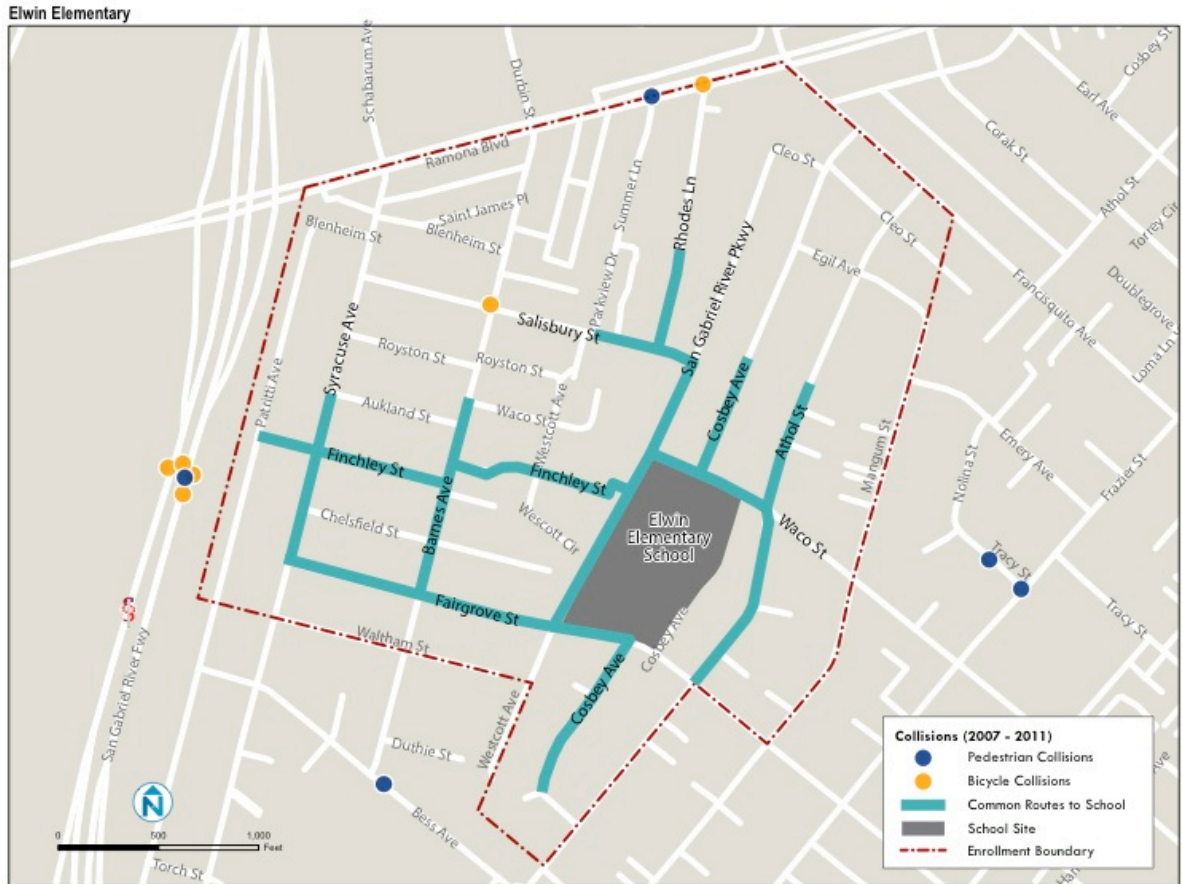 Elwin Elementary
Schabarum Ave
Durbin St
Cosbey St
Earl Ave
Corak St
Ramona Blvd
Cleo St
Athol St
Summer Ln
Rhodes Ln
Saint James Pl
Torrey Cir
Blenheim St
Blenheim St
Cleo St
San Gabriel River Pkwy
Egil Ave
Parkview Dr
Francisquito Ave
Doublegrove S
Salisbury St
Syracuse Ave
Royston St
Royston St
Loma Ln
Patritti Ave
Cosbey Ave
Aukland St
Waco St
Westcott Ave
Athol St
Mangum St
Emery Ave
Finchley St
Finchley St
Nolina St
Frazier St
Barnes Ave
Chelsfield St
Wescott Cir
Elwin
Elementary
School
Waco St
Tracy St
Fairgrove St
Tracy St
Waltham St
Cosbey Ave
San Gabriel River Fwy
Cosbey Ave
Westcott Ave
Duthie St
Bess Ave
Torch St
N
0 500 1,000
Feet
Collisions (2007 - 2011)
Pedestrian Collisions
Bicycle Collisions
Common Routes to School
School Site
Enrollment Boundary
Ave
Har